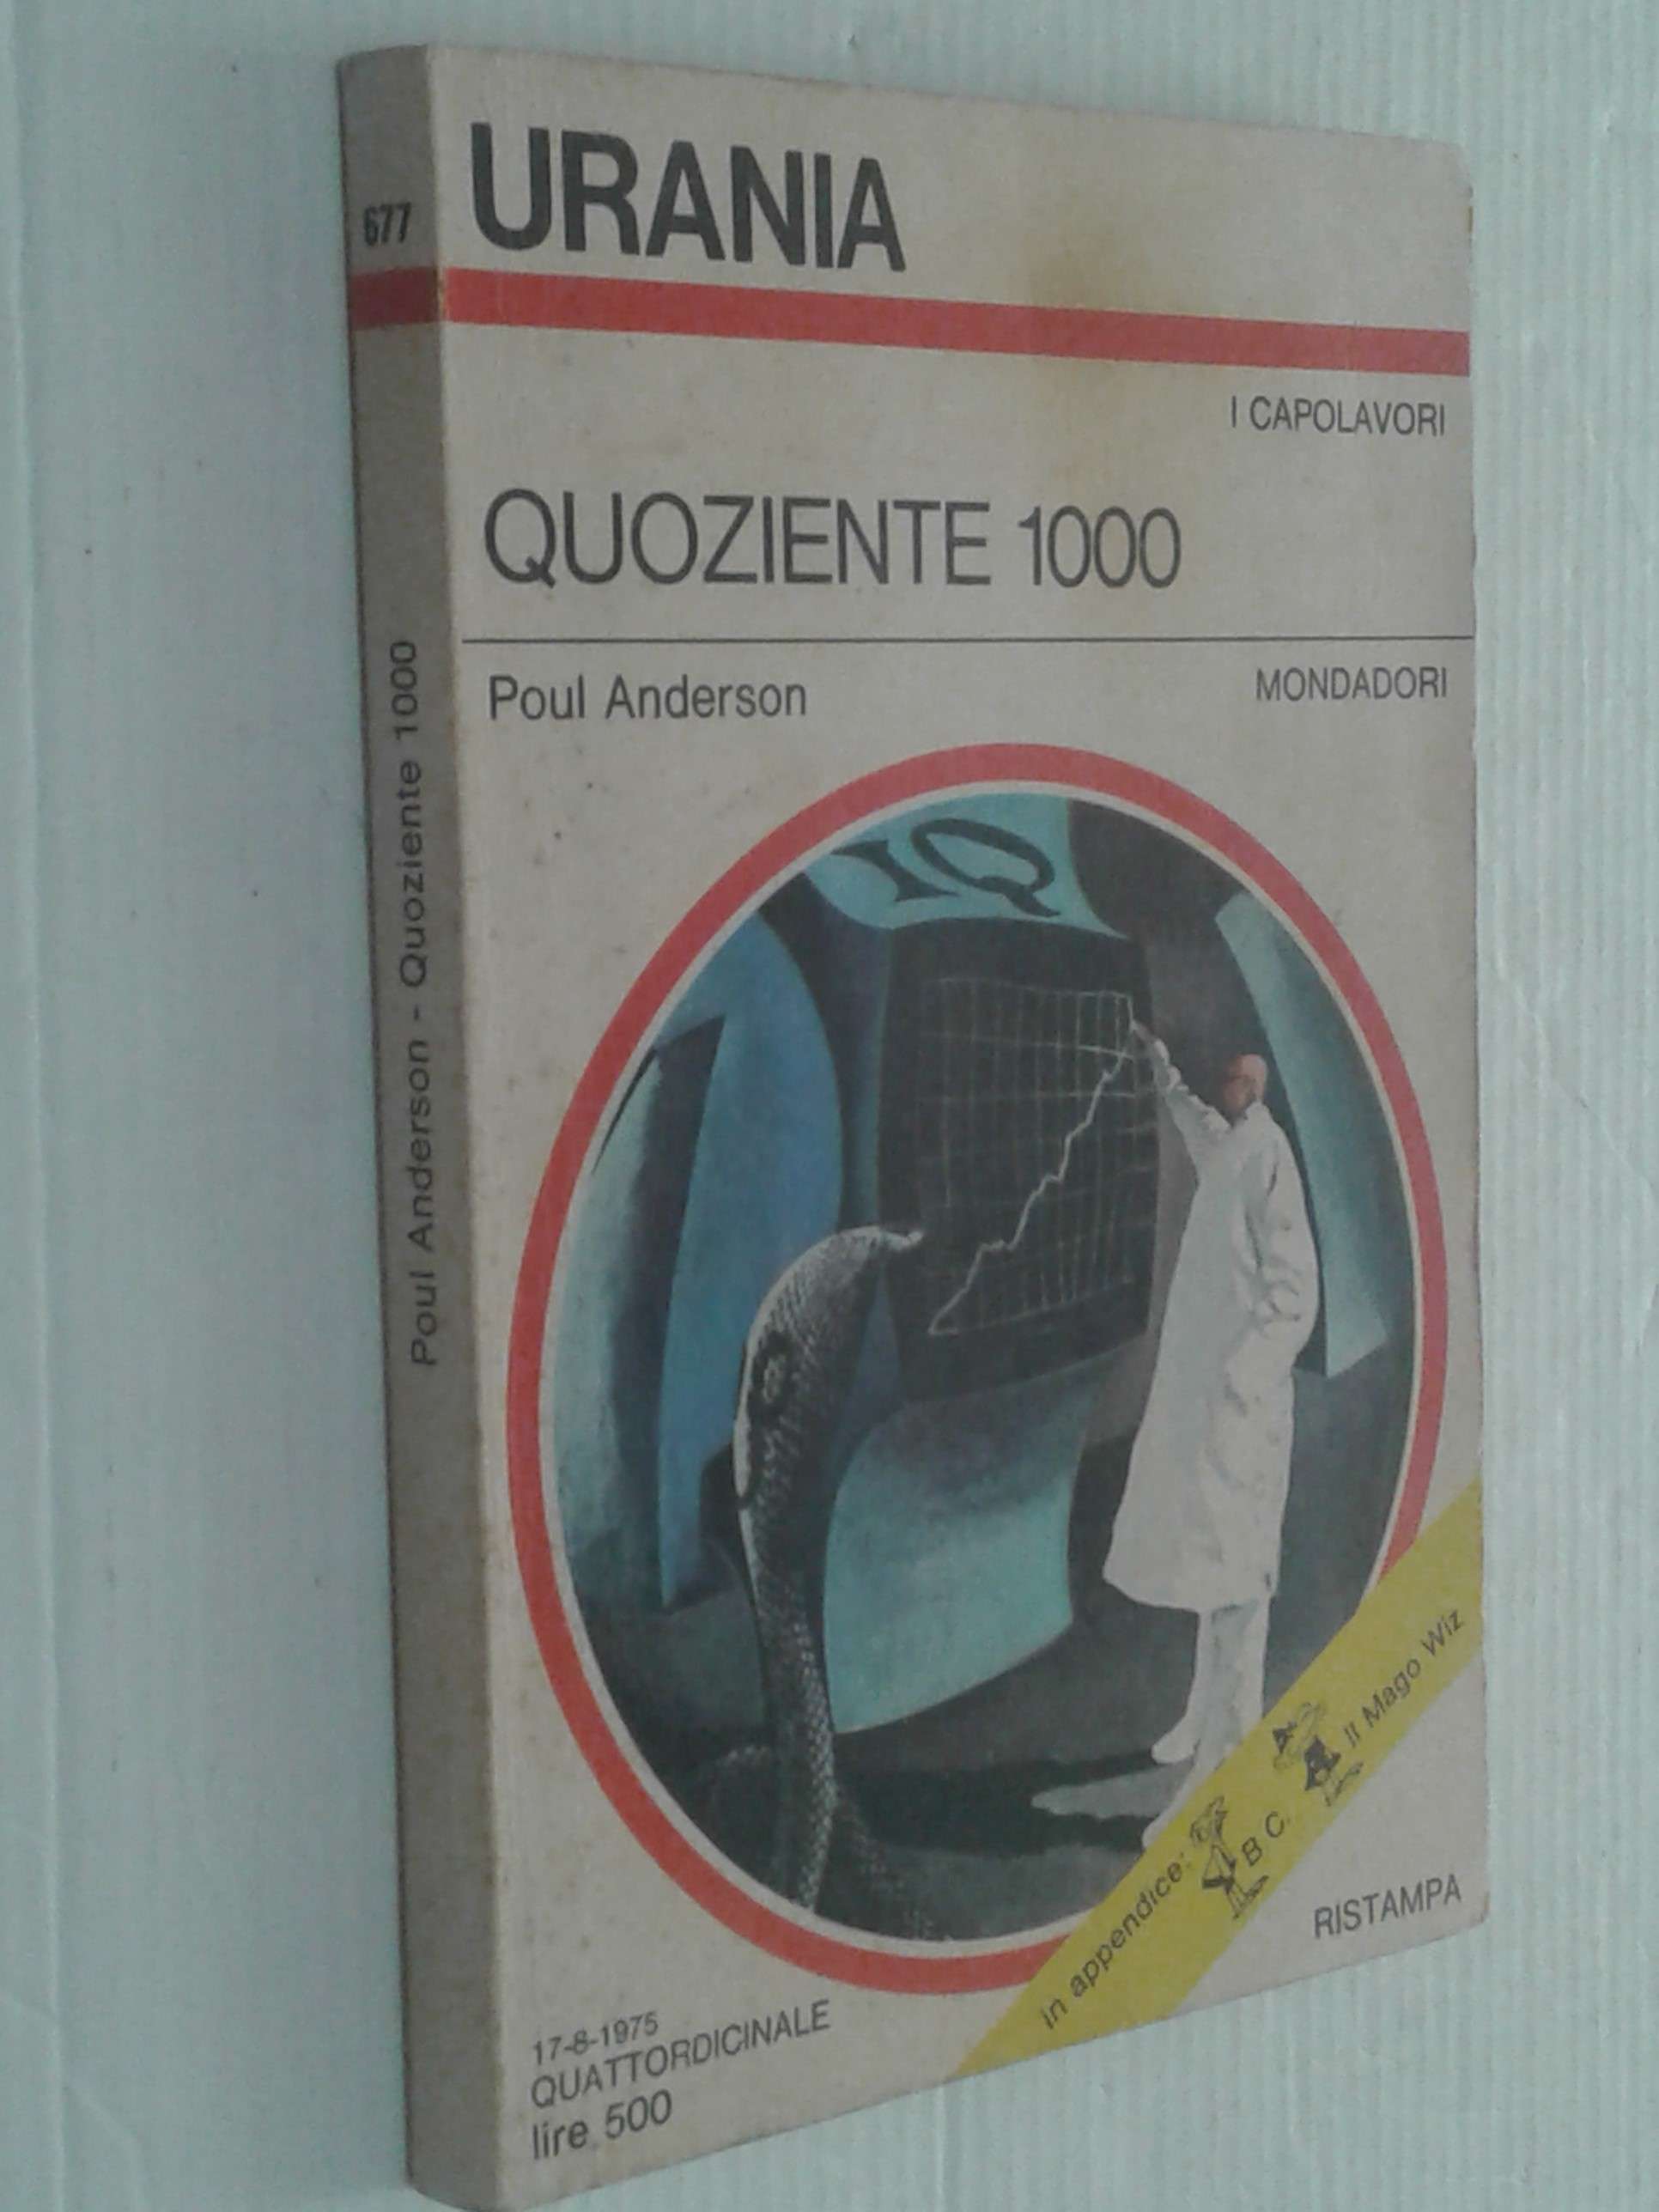 677
Poul Anderson - Quoziente 1000
URANIA
I CAPOLAVORI
QUOZIENTE 1000
Poul Anderson
MONDADORI
IQ
in appendice: B.C. Il Mago Wiz
RISTAMPA
17-8-1975
QUATTORDICINALE
lire 500